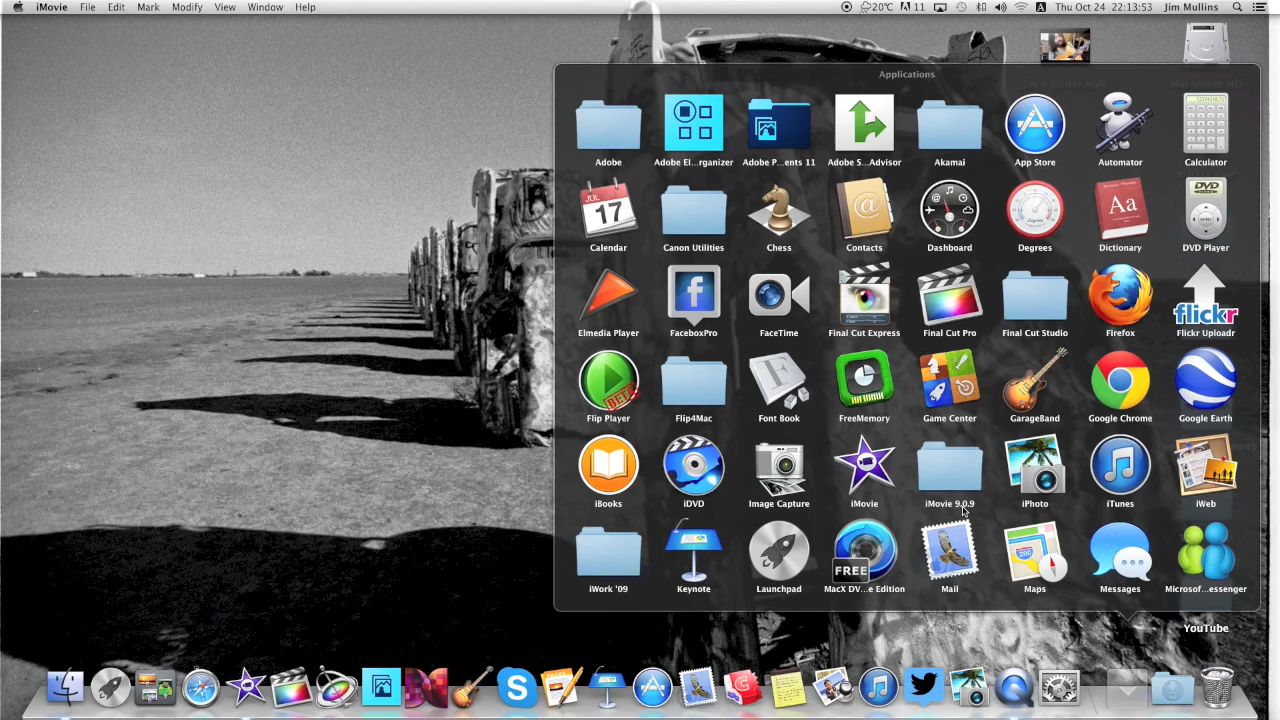 iMovie File Edit Mark Modify View Window Help 20℃ 11 A Thu Oct 24 22:13:53 Jim Mullins
Applications
Adobe Adobe El...rganizer Adobe P...ents 11 Adobe S...Advisor Akamai App Store Automator Calculator
JUL
17
@
Aa
DVD
Calendar Canon Utilities Chess Contacts Dashboard Degrees Dictionary DVD Player
f
flickr
Elmedia Player FaceboxPro FaceTime Final Cut Express Final Cut Pro Final Cut Studio Firefox Flickr Uploadr
BETA
F
Flip Player Flip4Mac Font Book FreeMemory Game Center GarageBand Google Chrome Google Earth
iBooks iDVD Image Capture iMovie iMovie 9.0.9 iPhoto iTunes iWeb
FREE
280
iWork '09 Keynote Launchpad MacX DV...e Edition Mail Maps Messages Microsof...essenger
YouTube